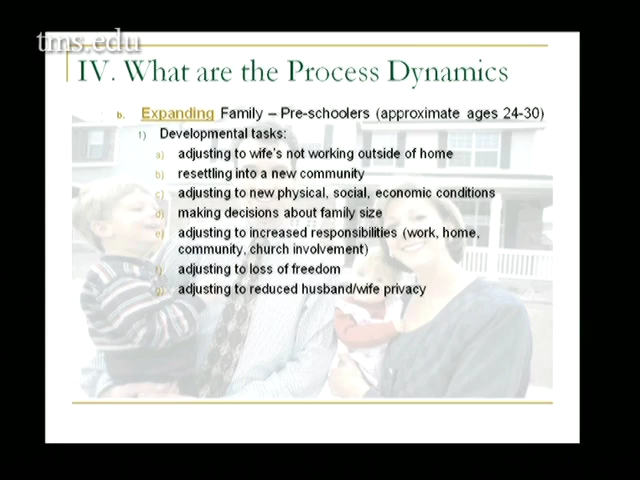 tms.edu
IV. What are the Process Dynamics
b. Expanding Family – Pre-schoolers (approximate ages 24-30)
1) Developmental tasks:
a) adjusting to wife's not working outside of home
b) resettling into a new community
c) adjusting to new physical, social, economic conditions
d) making decisions about family size
e) adjusting to increased responsibilities (work, home,
community, church involvement)
f) adjusting to loss of freedom
g) adjusting to reduced husband/wife privacy